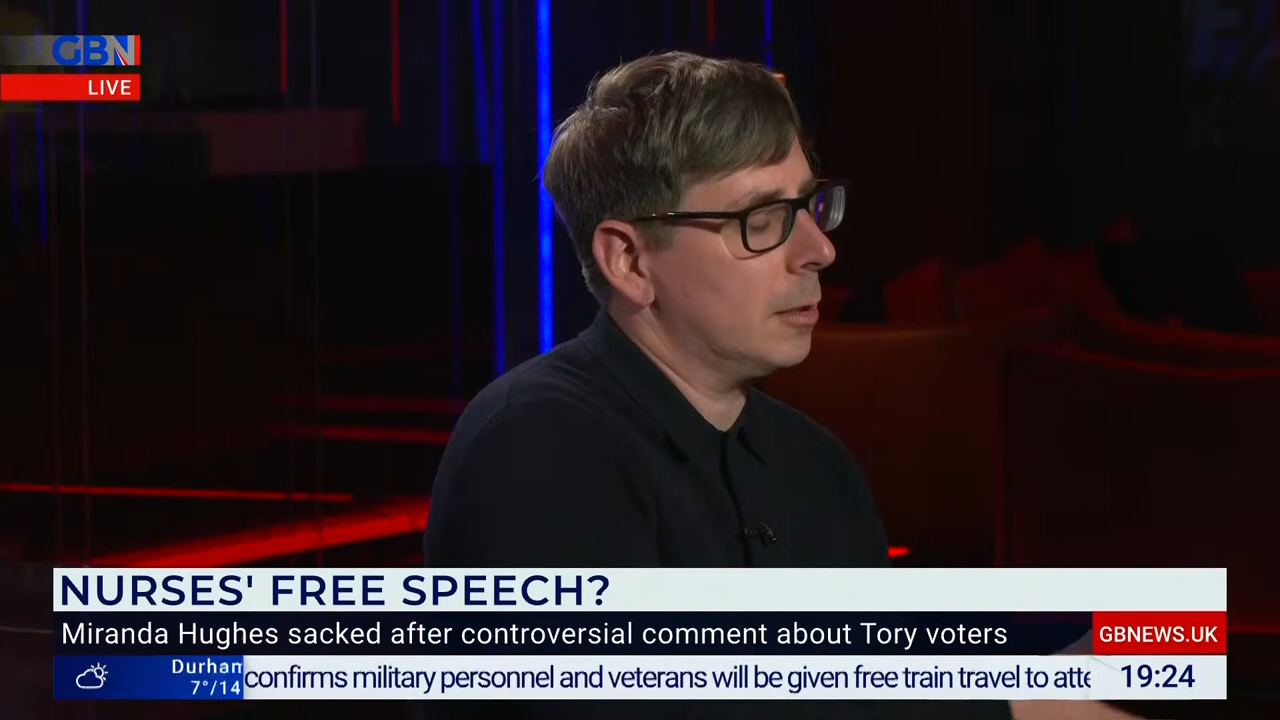 GBN
LIVE
NURSES' FREE SPEECH?
Miranda Hughes sacked after controversial comment about Tory voters
GBNEWS.UK
Durham
7°/14
confirms military personnel and veterans will be given free train travel to atte
19:24